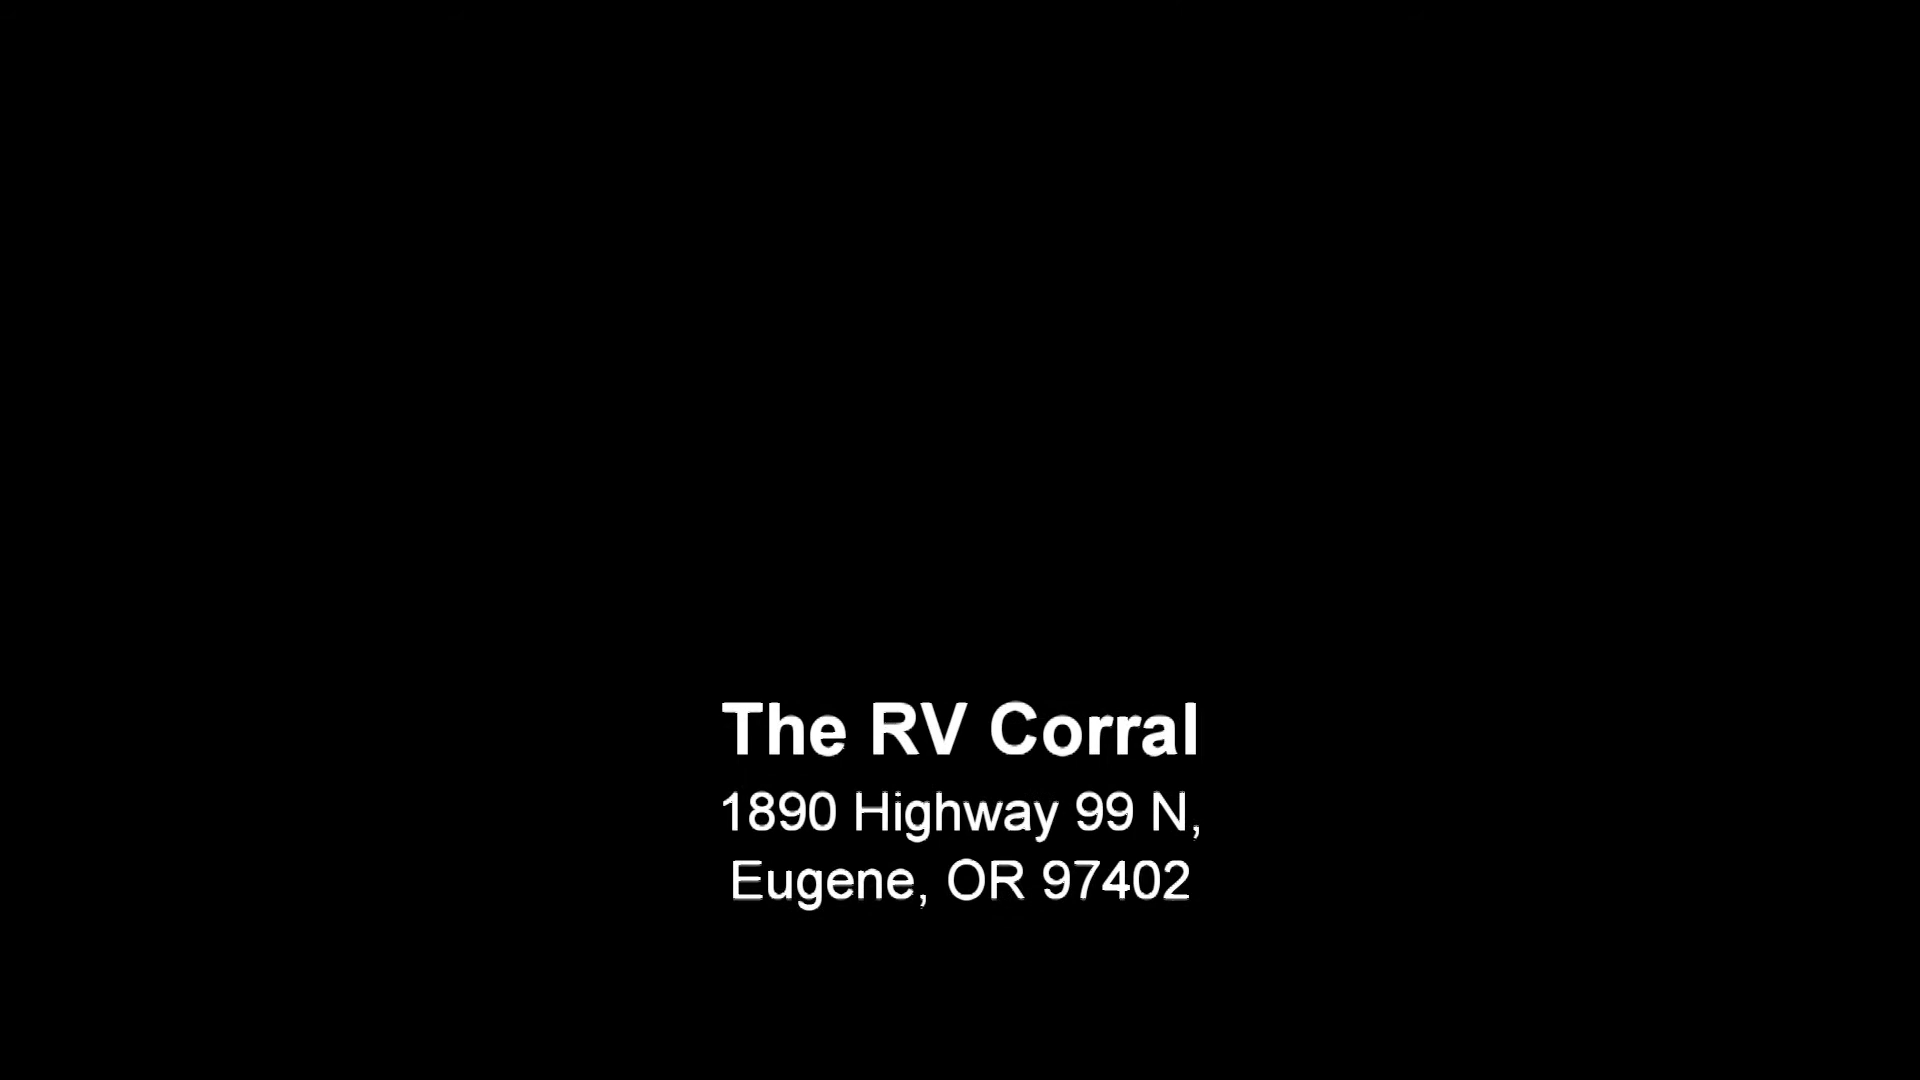 The RV Corral
1890 Highway 99 N,
Eugene, OR 97402